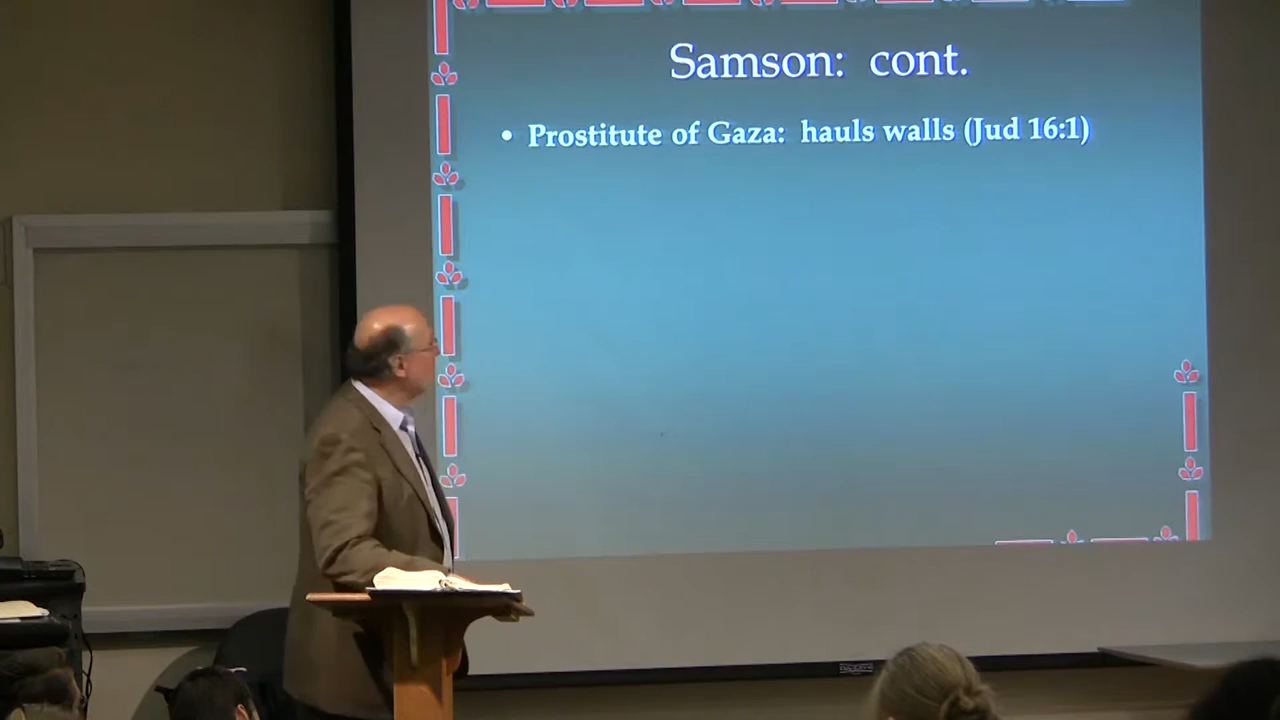 Samson: cont.
• Prostitute of Gaza: hauls walls (Jud 16:1)